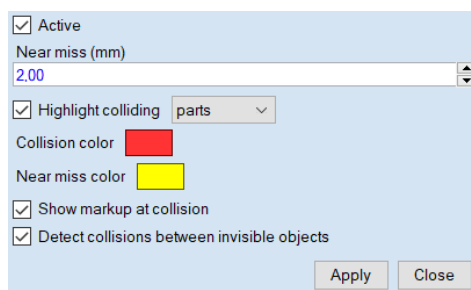 Active
Near miss (mm)
2,00
Highlight colliding parts
Collision color
Near miss color
Show markup at collision
Detect collisions between invisible objects
Apply Close